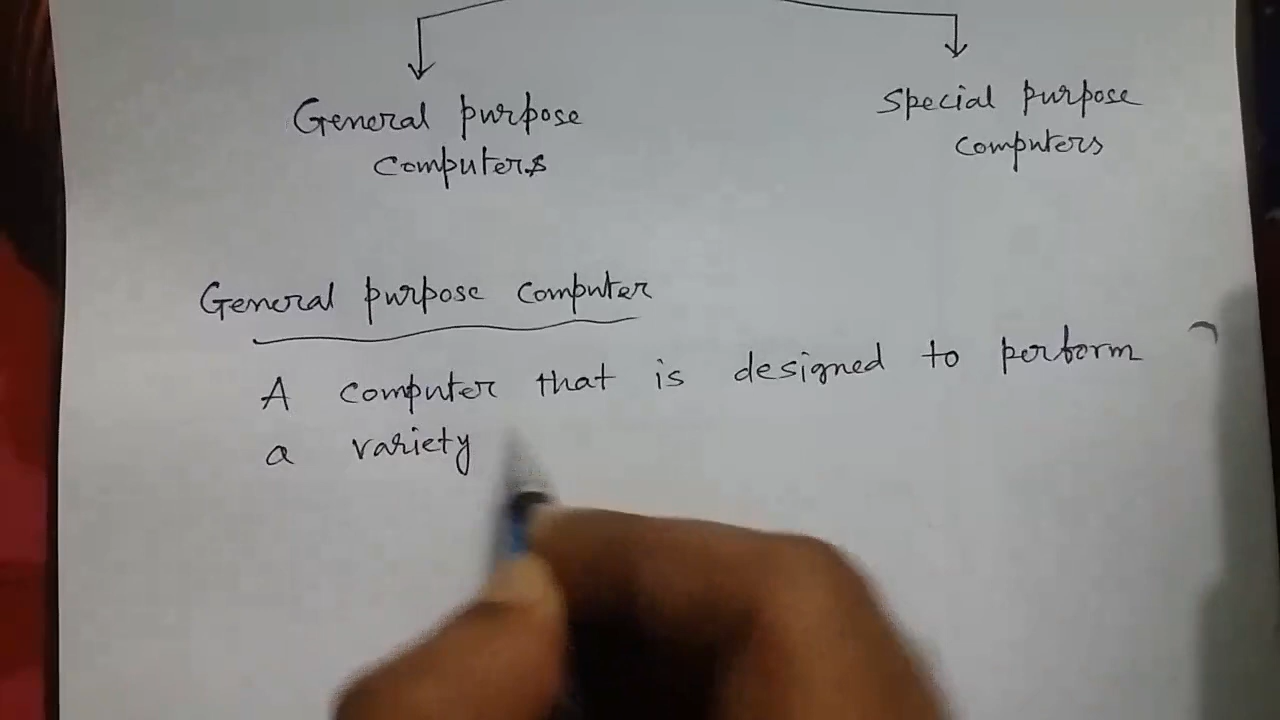 General purpose
Computers
Special purpose
Computers
General purpose Computer
A computer that is designed to perform
a variety